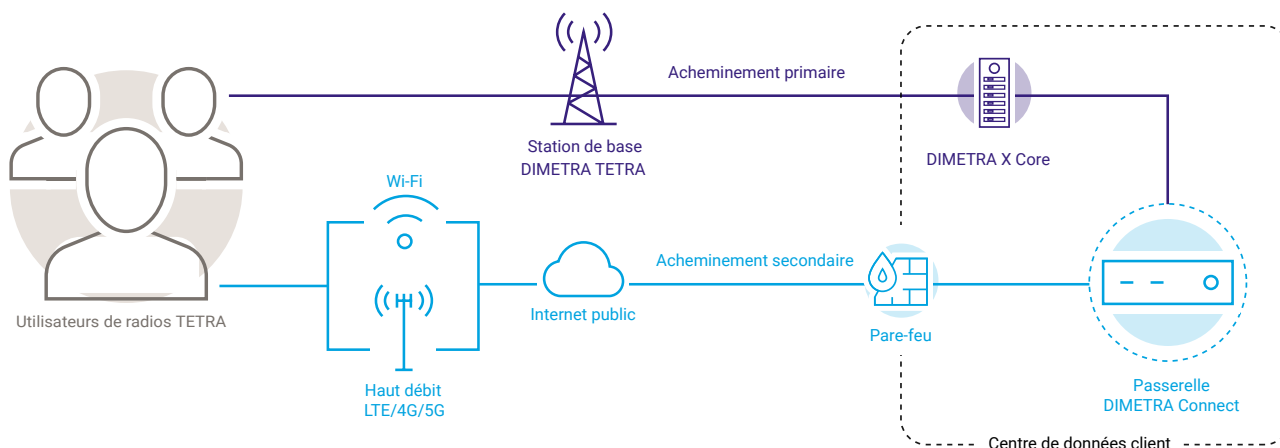 Acheminement primaire
Station de base
DIMETRA TETRA
DIMETRA X Core
Wi-Fi
Acheminement secondaire
Internet public
Utilisateurs de radios TETRA
Pare-feu
Haut débit
LTE/4G/5G
Passerelle
DIMETRA Connect
Centre de données client